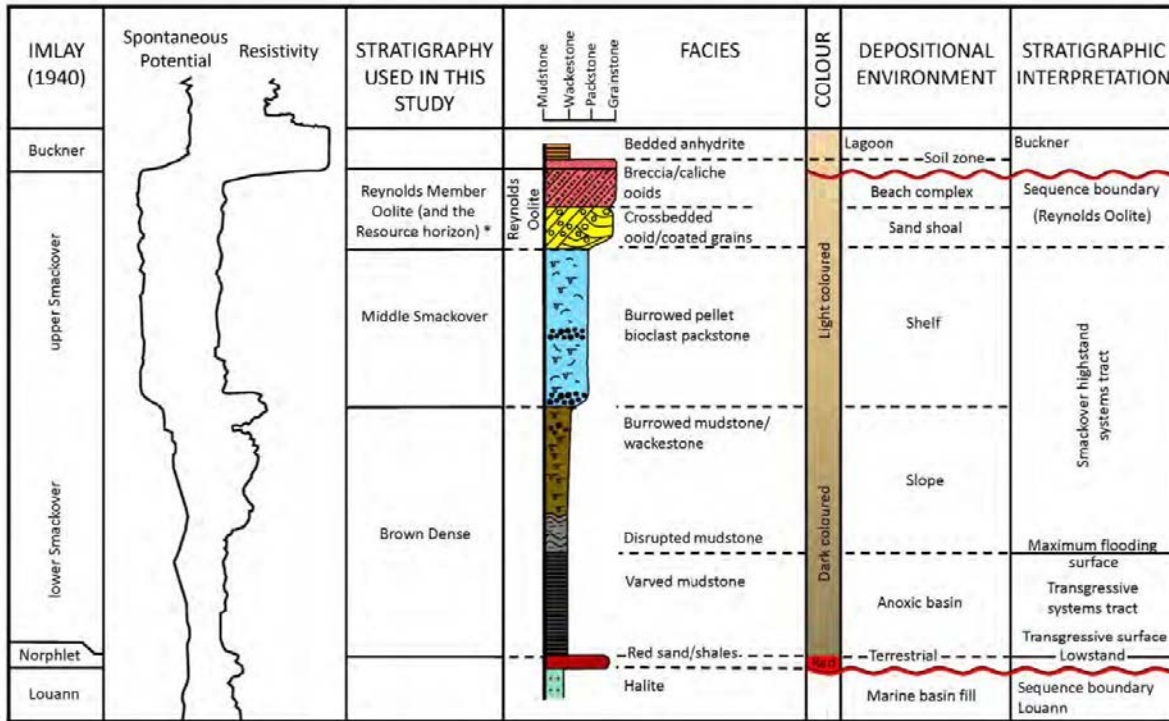 IMLAY
(1940)
Spontaneous
Potential
Resistivity
STRATIGRAPHY
USED IN THIS
STUDY
Mudstone
Wackestone
Packstone
Grainstone
FACIES
COLOUR
DEPOSITIONAL
ENVIRONMENT
STRATIGRAPHIC
INTERPRETATION
Buckner
upper Smackover
lower Smackover
Norphlet
Louann
Reynolds Member
Oolite (and the
Resource horizon) *
Middle Smackover
Brown Dense
Reynolds
Oolite
Bedded anhydrite
Breccia/caliche
ooids
Crossbedded
ooid/coated grains
Burrowed pellet
bioclast packstone
Burrowed mudstone/
wackestone
Disrupted mudstone
Varved mudstone
Red sand/shales
Halite
Light coloured
Dark coloured
Red
Lagoon
Soil zone
Beach complex
Sand shoal
Shelf
Slope
Anoxic basin
Terrestrial
Marine basin fill
Buckner
Sequence boundary
(Reynolds Oolite)
Smackover highstand
systems tract
Maximum flooding
surface
Transgressive
systems tract
Transgressive surface
Lowstand
Sequence boundary
Louann